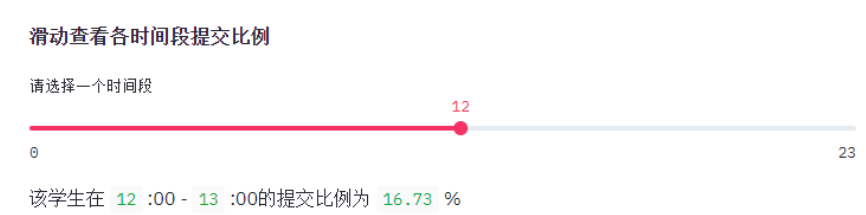 滑动查看各时间段提交比例
请选择一个时间段
12
0 23
该学生在 12 :00 - 13 :00的提交比例为 16.73 %